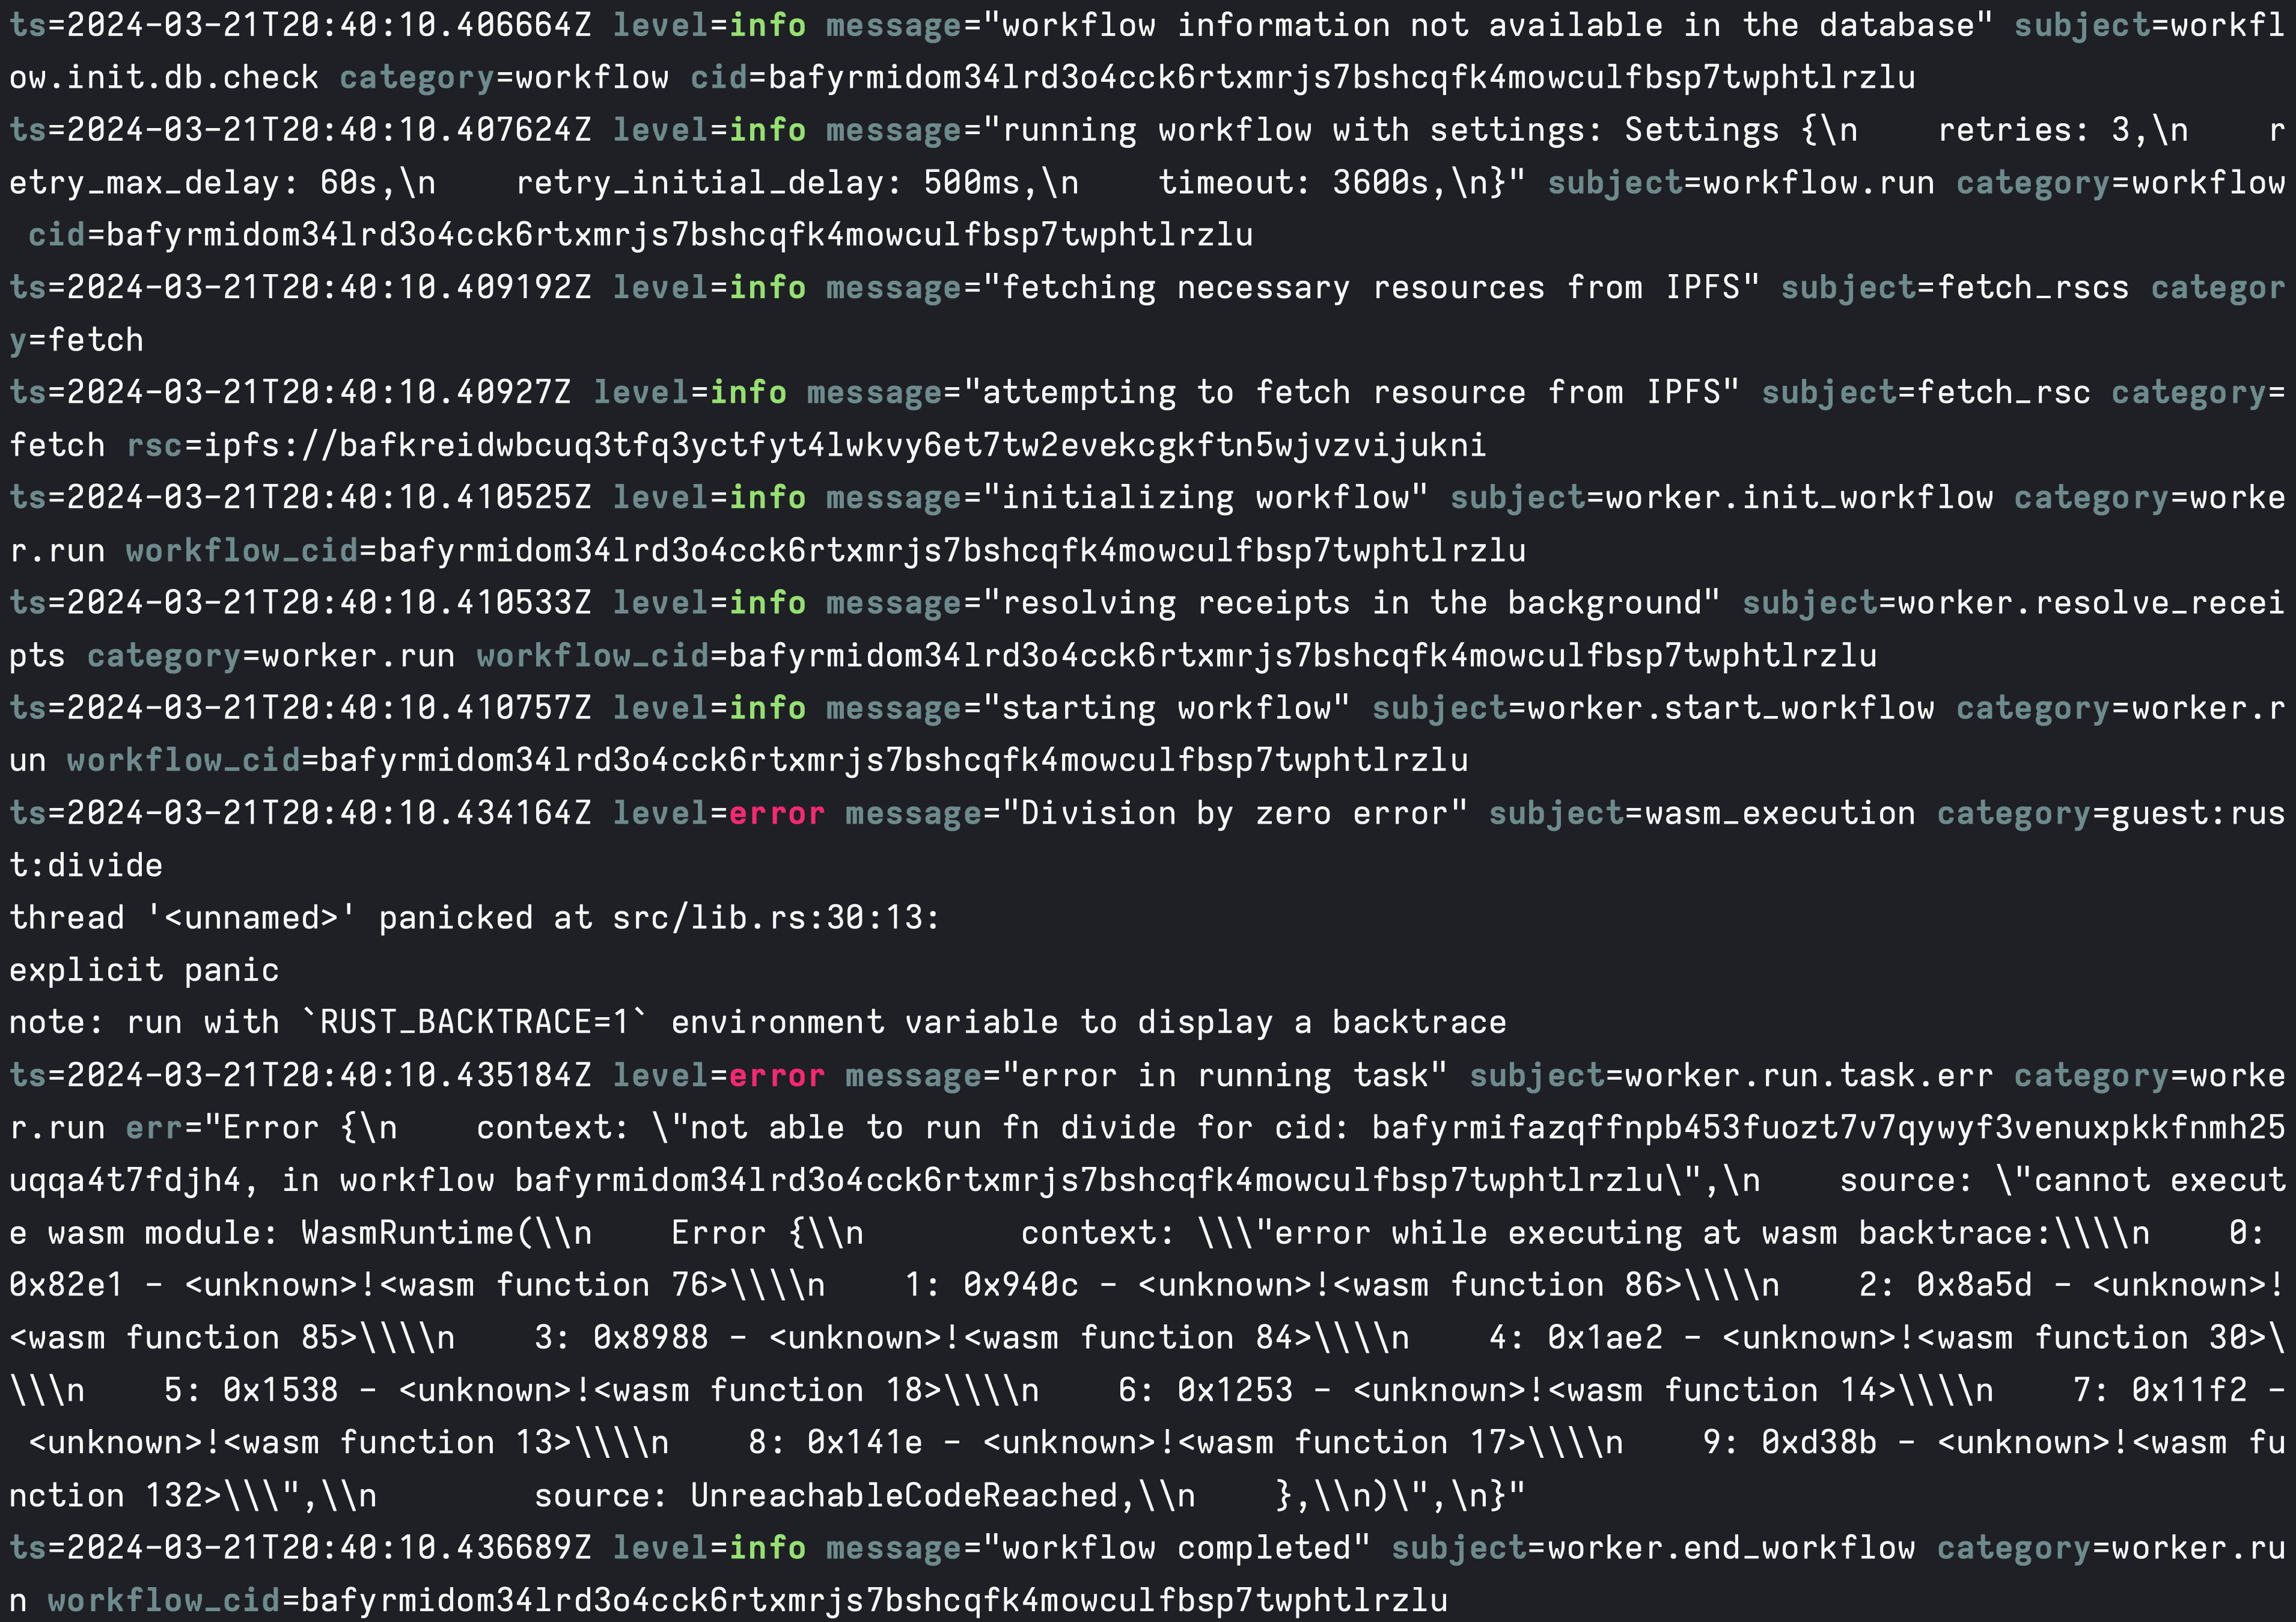 ts=2024-03-21T20:40:10.406664Z level=info message="workflow information not available in the database" subject=workfl
ow.init.db.check category=workflow cid=bafyrmidom34lrd3o4cck6rtxmrjs7bshcqfk4mowculfbsp7twphtlrzlu
ts=2024-03-21T20:40:10.407624Z level=info message="running workflow with settings: Settings {\n    retries: 3,\n    r
etry_max_delay: 60s,\n    retry_initial_delay: 500ms,\n    timeout: 3600s,\n}" subject=workflow.run category=workflow
 cid=bafyrmidom34lrd3o4cck6rtxmrjs7bshcqfk4mowculfbsp7twphtlrzlu
ts=2024-03-21T20:40:10.409192Z level=info message="fetching necessary resources from IPFS" subject=fetch_rscs categor
y=fetch
ts=2024-03-21T20:40:10.40927Z level=info message="attempting to fetch resource from IPFS" subject=fetch_rsc category=
fetch rsc=ipfs://bafkreidwbcuq3tfq3yctfyt4lwkvy6et7tw2evekcgkftn5wjvzvijukni
ts=2024-03-21T20:40:10.410525Z level=info message="initializing workflow" subject=worker.init_workflow category=worke
r.run workflow_cid=bafyrmidom34lrd3o4cck6rtxmrjs7bshcqfk4mowculfbsp7twphtlrzlu
ts=2024-03-21T20:40:10.410533Z level=info message="resolving receipts in the background" subject=worker.resolve_recei
pts category=worker.run workflow_cid=bafyrmidom34lrd3o4cck6rtxmrjs7bshcqfk4mowculfbsp7twphtlrzlu
ts=2024-03-21T20:40:10.410757Z level=info message="starting workflow" subject=worker.start_workflow category=worker.r
un workflow_cid=bafyrmidom34lrd3o4cck6rtxmrjs7bshcqfk4mowculfbsp7twphtlrzlu
ts=2024-03-21T20:40:10.434164Z level=error message="Division by zero error" subject=wasm_execution category=guest:rus
t:divide
thread '<unnamed>' panicked at src/lib.rs:30:13:
explicit panic
note: run with `RUST_BACKTRACE=1` environment variable to display a backtrace
ts=2024-03-21T20:40:10.435184Z level=error message="error in running task" subject=worker.run.task.err category=worke
r.run err="Error {\n    context: \"not able to run fn divide for cid: bafyrmifazqffnpb453fuozt7v7qywyf3venuxpkkfnmh25
uqqa4t7fdjh4, in workflow bafyrmidom34lrd3o4cck6rtxmrjs7bshcqfk4mowculfbsp7twphtlrzlu\",\n    source: \"cannot execut
e wasm module: WasmRuntime(\\n    Error {\\n        context: \\\"error while executing at wasm backtrace:\\\\n    0:
0x82e1 - <unknown>!<wasm function 76>\\\\n    1: 0x940c - <unknown>!<wasm function 86>\\\\n    2: 0x8a5d - <unknown>!
<wasm function 85>\\\\n    3: 0x8988 - <unknown>!<wasm function 84>\\\\n    4: 0x1ae2 - <unknown>!<wasm function 30>\
\\\n    5: 0x1538 - <unknown>!<wasm function 18>\\\\n    6: 0x1253 - <unknown>!<wasm function 14>\\\\n    7: 0x11f2 -
 <unknown>!<wasm function 13>\\\\n    8: 0x141e - <unknown>!<wasm function 17>\\\\n    9: 0xd38b - <unknown>!<wasm fu
nction 132>\\\",\\n        source: UnreachableCodeReached,\\n    },\\n)\",\n}"
ts=2024-03-21T20:40:10.436689Z level=info message="workflow completed" subject=worker.end_workflow category=worker.ru
n workflow_cid=bafyrmidom34lrd3o4cck6rtxmrjs7bshcqfk4mowculfbsp7twphtlrzlu